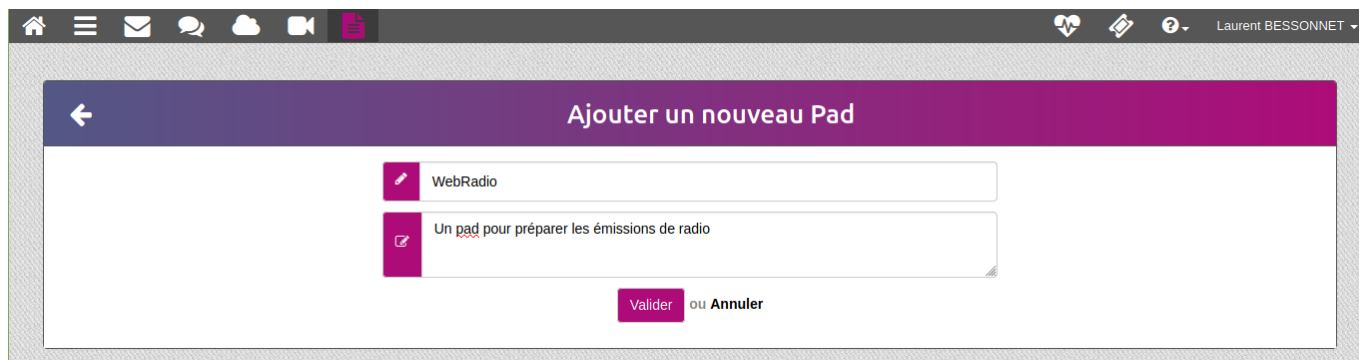 Laurent BESSONNET
Ajouter un nouveau Pad
WebRadio
Un pad pour préparer les émissions de radio
Valider ou Annuler